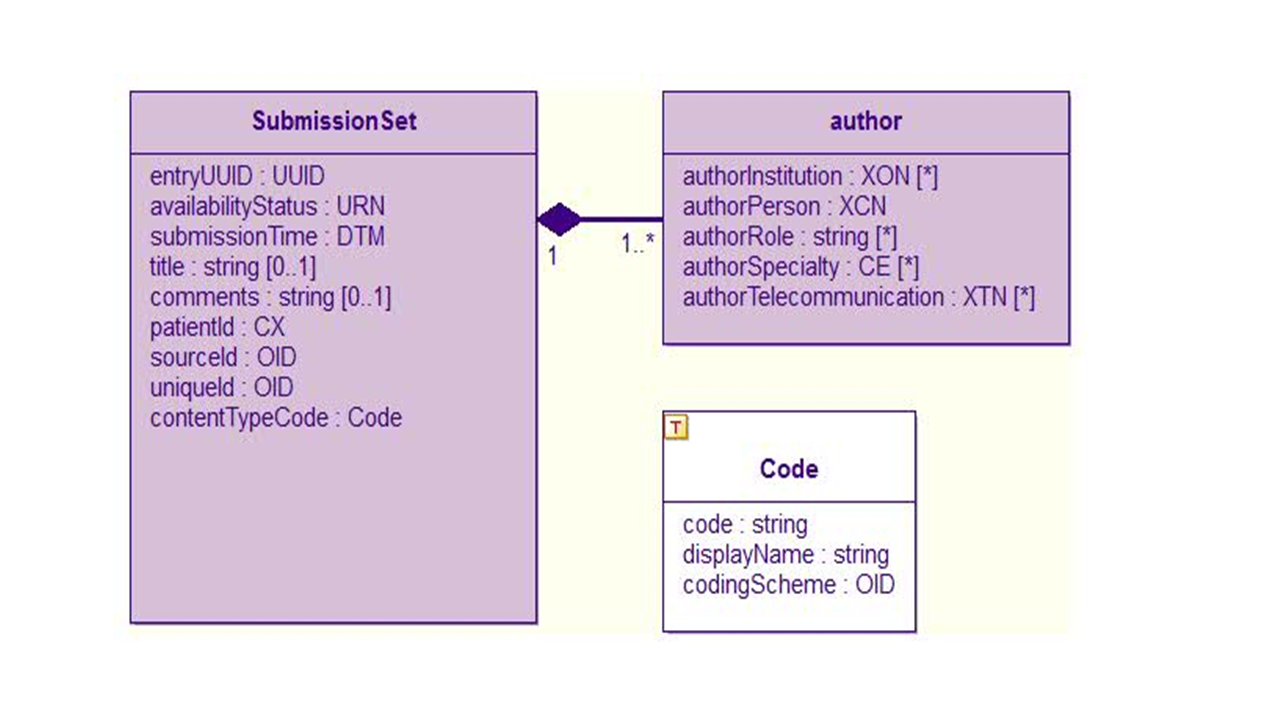 SubmissionSet
entryUUID : UUID
availabilityStatus : URN
submissionTime : DTM
title : string [0..1]
comments : string [0..1]
patientId : CX
sourceId : OID
uniqueId : OID
contentTypeCode : Code
1
1..*
author
authorInstitution : XON [*]
authorPerson : XCN
authorRole : string [*]
authorSpecialty : CE [*]
authorTelecommunication : XTN [*]
T
Code
code : string
displayName : string
codingScheme : OID